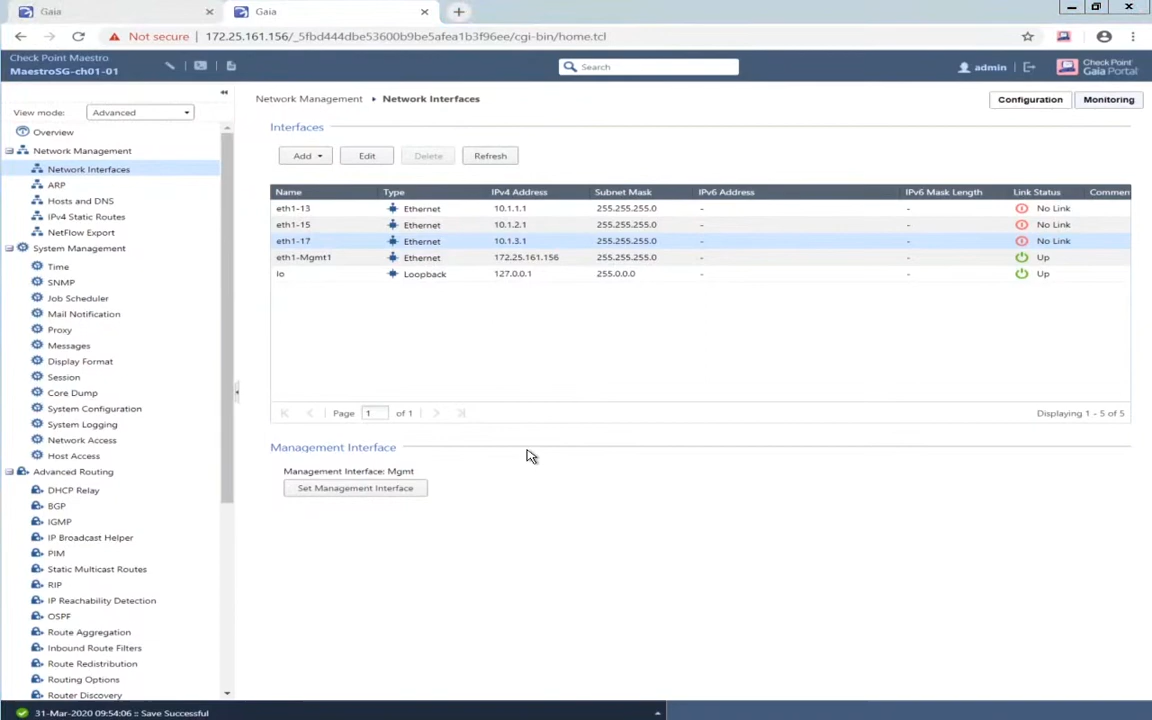 Gaia
Gaia
Not secure
172.25.161.156/_5fbd444dbe53600b9be5afea1b3f96ee/cgi-bin/home.tcl
Check Point Maestro
MaestroSG-ch01-01
Search
admin
Check Point
Gaia Portal
View mode: Advanced
Overview
Network Management
Network Interfaces
ARP
Hosts and DNS
IPv4 Static Routes
NetFlow Export
System Management
Time
SNMP
Job Scheduler
Mail Notification
Proxy
Messages
Display Format
Session
Core Dump
System Configuration
System Logging
Network Access
Host Access
Advanced Routing
DHCP Relay
BGP
IGMP
IP Broadcast Helper
PIM
Static Multicast Routes
RIP
IP Reachability Detection
OSPF
Route Aggregation
Inbound Route Filters
Route Redistribution
Routing Options
Router Discovery
Network Management Network Interfaces
Configuration Monitoring
Interfaces
Add Edit Delete Refresh
Name Type IPv4 Address Subnet Mask IPv6 Address IPv6 Mask Length Link Status Commen
eth1-13 Ethernet 10.1.1.1 255.255.255.0 - - No Link
eth1-15 Ethernet 10.1.2.1 255.255.255.0 - - No Link
eth1-17 Ethernet 10.1.3.1 255.255.255.0 - - No Link
eth1-Mgmt1 Ethernet 172.25.161.156 255.255.255.0 - - Up
lo Loopback 127.0.0.1 255.0.0.0 - - Up
Page 1 of 1
Displaying 1 - 5 of 5
Management Interface
Management Interface: Mgmt
Set Management Interface
31-Mar-2020 09:54:06 :: Save Successful